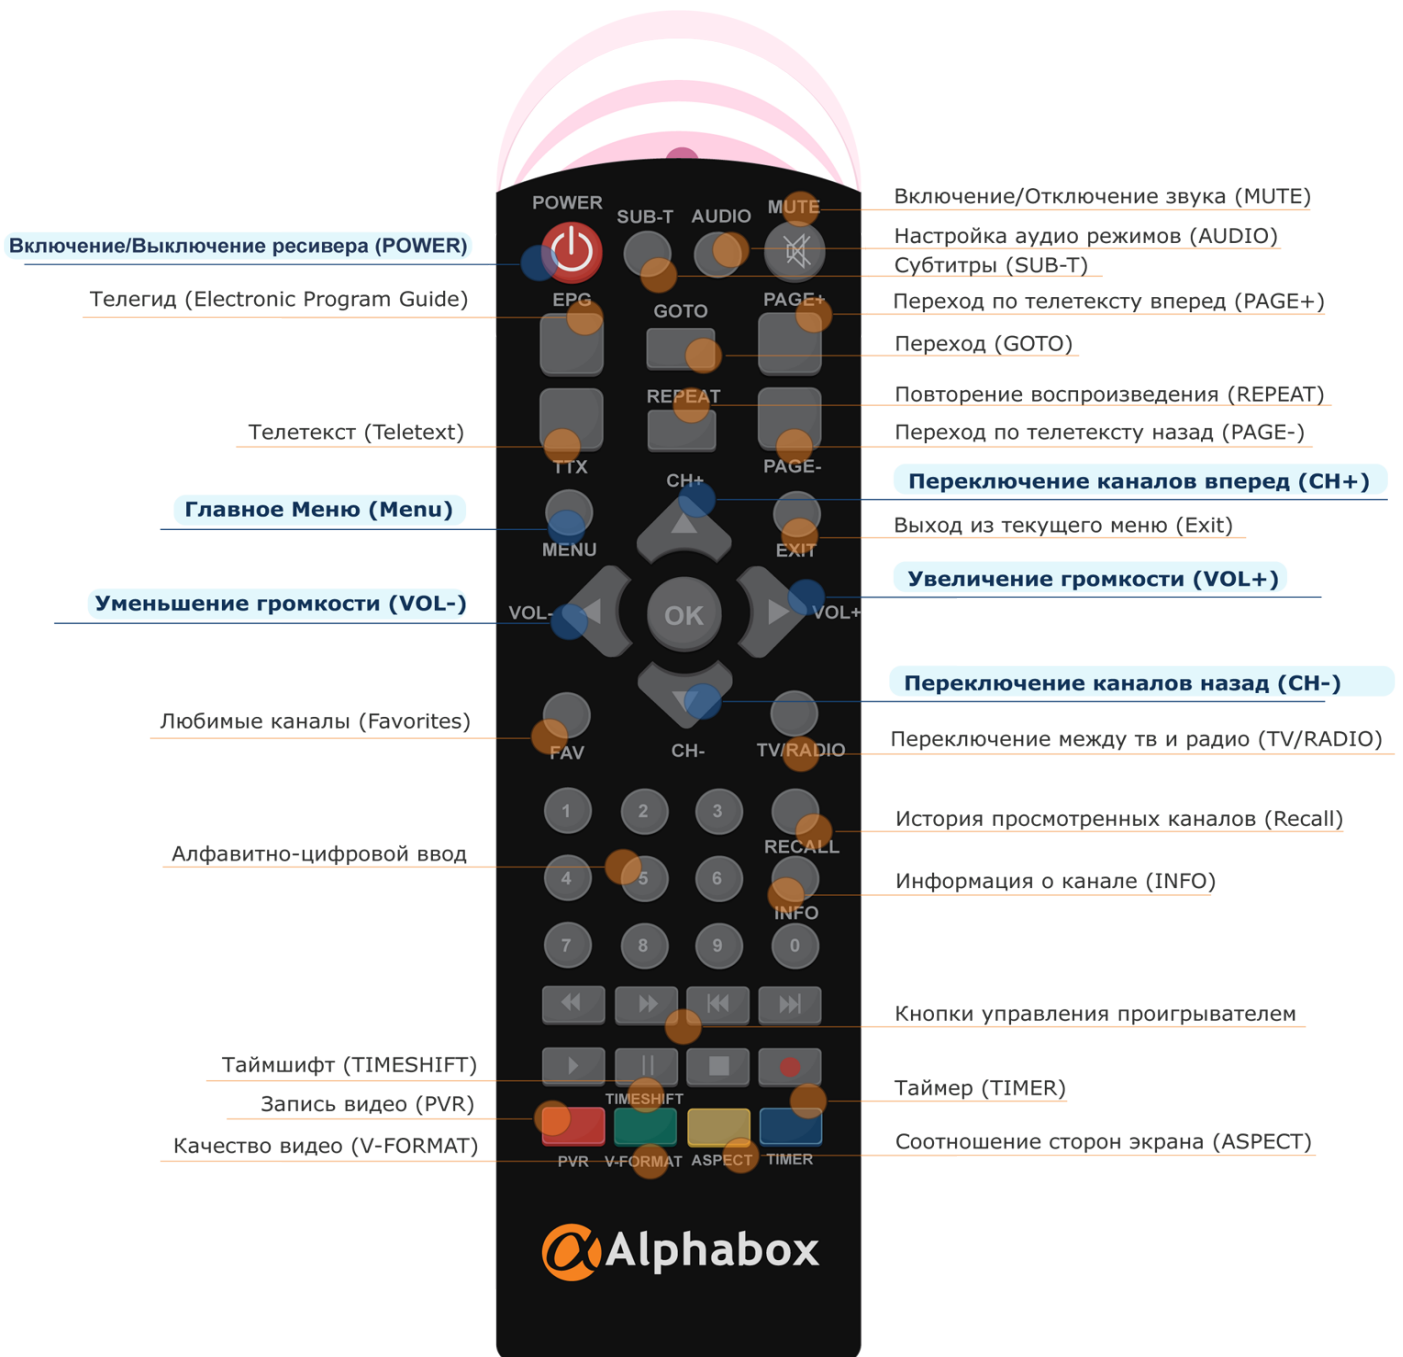 POWER
SUB-T
AUDIO
MUTE
EPG
GOTO
PAGE+
REPEAT
TTX
PAGE-
CH+
MENU
EXIT
VOL-
OK
VOL+
FAV
CH-
TV/RADIO
1
2
3
RECALL
4
5
6
INFO
7
8
9
0
TIMESHIFT
PVR
V-FORMAT
ASPECT
TIMER
Alphabox
Включение/Выключение ресивера (POWER)
Телегид (Electronic Program Guide)
Телетекст (Teletext)
Главное Меню (Menu)
Уменьшение громкости (VOL-)
Любимые каналы (Favorites)
Алфавитно-цифровой ввод
Таймшифт (TIMESHIFT)
Запись видео (PVR)
Качество видео (V-FORMAT)
Включение/Отключение звука (MUTE)
Настройка аудио режимов (AUDIO)
Субтитры (SUB-T)
Переход по телетексту вперед (PAGE+)
Переход (GOTO)
Повторение воспроизведения (REPEAT)
Переход по телетексту назад (PAGE-)
Переключение каналов вперед (CH+)
Выход из текущего меню (Exit)
Увеличение громкости (VOL+)
Переключение каналов назад (CH-)
Переключение между тв и радио (TV/RADIO)
История просмотренных каналов (Recall)
Информация о канале (INFO)
Кнопки управления проигрывателем
Таймер (TIMER)
Соотношение сторон экрана (ASPECT)